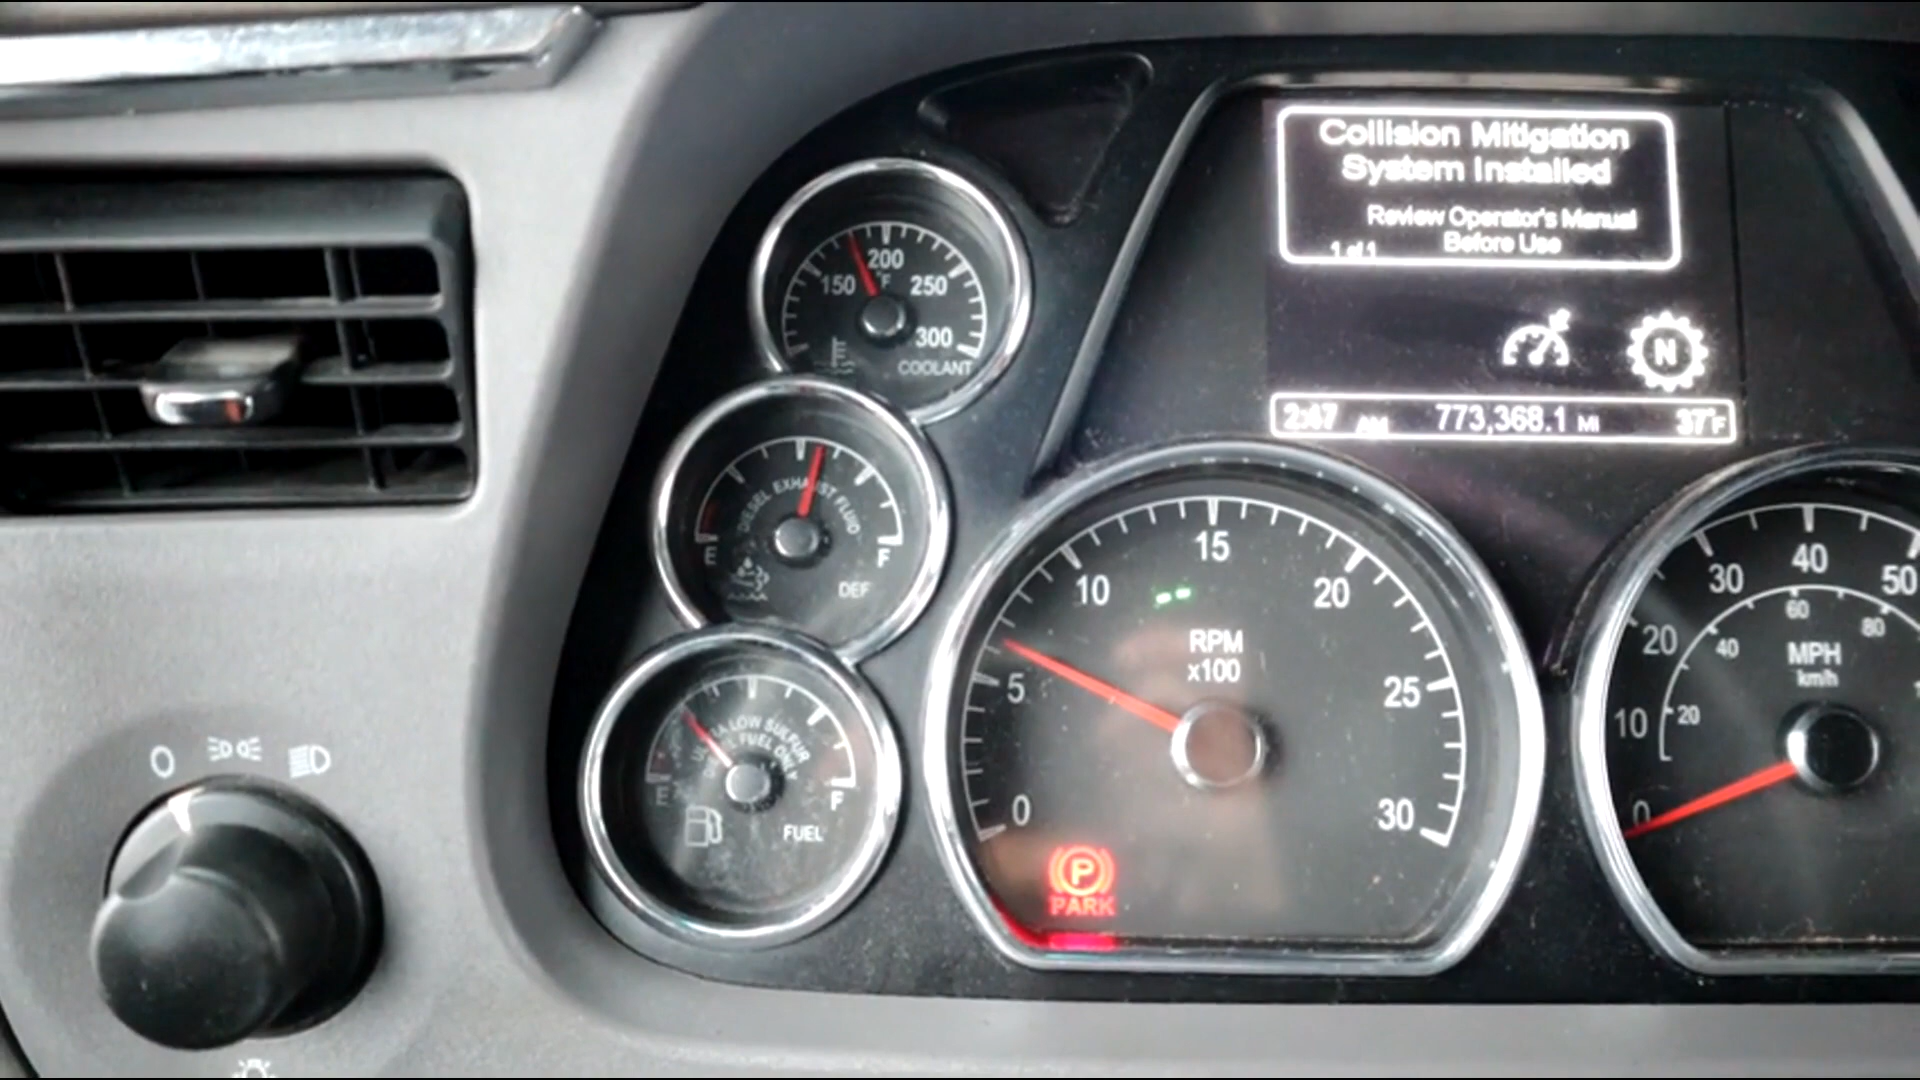 Collision Mitigation
System Installed
Review Operator's Manual
Before Use
1 of 1
N
2:47 AM 773,368.1 MI 37°F
150 200 250 300
°F
COOLANT
DIESEL EXHAUST FLUID
E F
DEF
ULTRA LOW SULFUR
DIESEL FUEL ONLY
E F
FUEL
0 5 10 15 20 25 30
RPM
x100
P
PARK
0 10 20 30 40 50
20 40 60 80
MPH
km/h